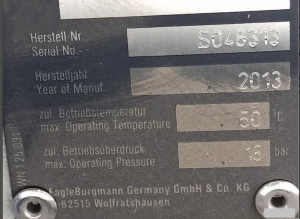 Herstell-Nr. S048313
Serial No.
Herstelljahr 2013
Year of Manuf.
zul. Betriebstemperatur 50 °C
max. Operating Temperature
zul. Betriebsüberdruck 16 bar
max. Operating Pressure
EagleBurgmann Germany GmbH & Co. KG
82515 Wolfratshausen